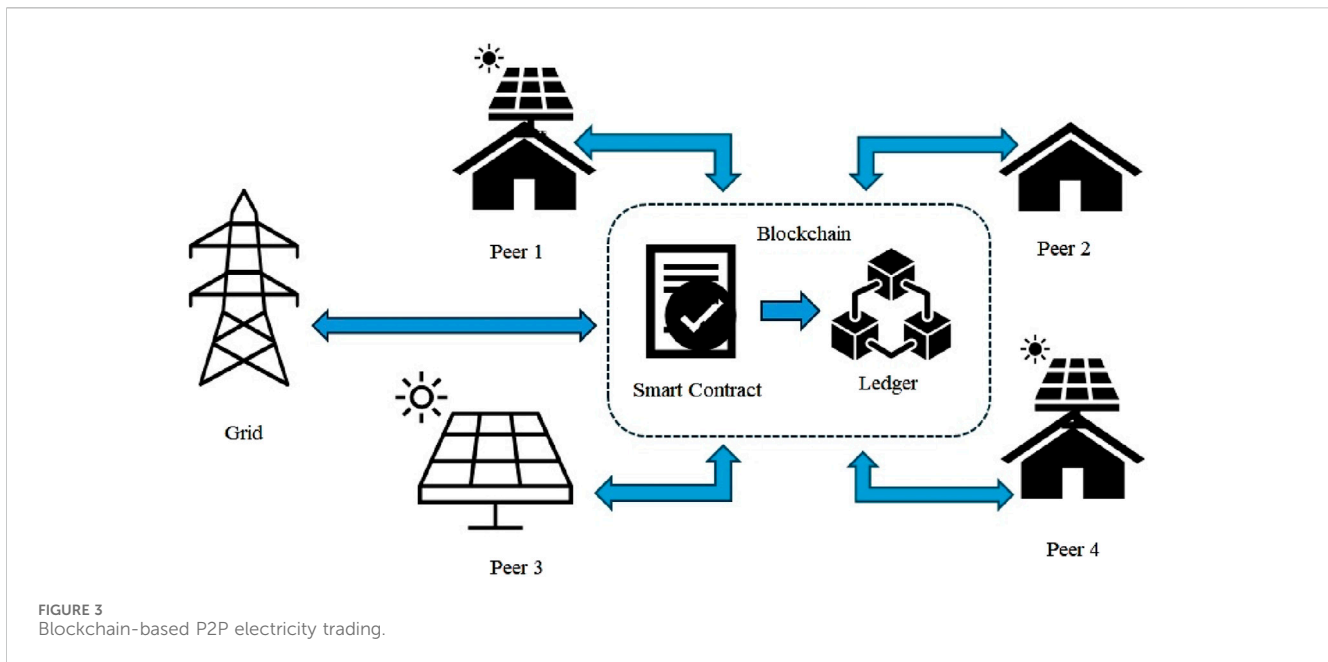 Peer 1
Peer 2
Blockchain
Smart Contract
Ledger
Grid
Peer 3
Peer 4
FIGURE 3
Blockchain-based P2P electricity trading.